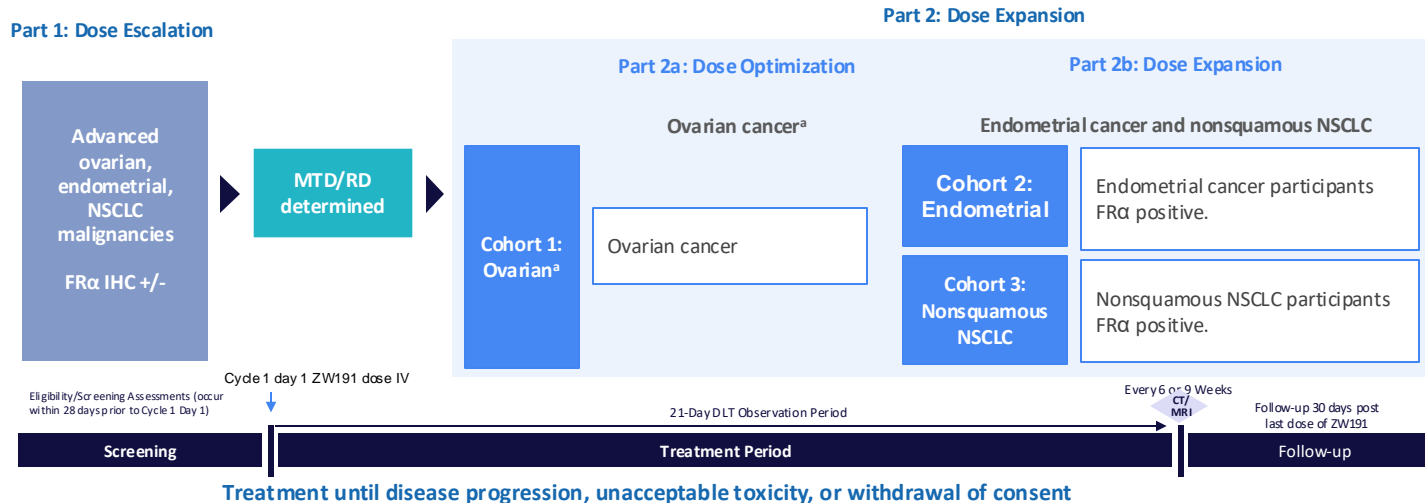 Part 1: Dose Escalation
Part 2: Dose Expansion
Part 2a: Dose Optimization
Part 2b: Dose Expansion
Advanced
ovarian,
endometrial,
NSCLC
malignancies
FRα IHC +/-
MTD/RD
determined
Ovarian cancerᵃ
Cohort 1:
Ovarianᵃ
Ovarian cancer
Endometrial cancer and nonsquamous NSCLC
Cohort 2:
Endometrial
Endometrial cancer participants
FRα positive.
Cohort 3:
Nonsquamous
NSCLC
Nonsquamous NSCLC participants
FRα positive.
Eligibility/Screening Assessments (occur
within 28 days prior to Cycle 1 Day 1)
Cycle 1 day 1 ZW191 dose IV
21-Day DLT Observation Period
Every 6 or 9 Weeks
CT/
MRI
Follow-up 30 days post
last dose of ZW191
Screening
Treatment Period
Follow-up
Treatment until disease progression, unacceptable toxicity, or withdrawal of consent